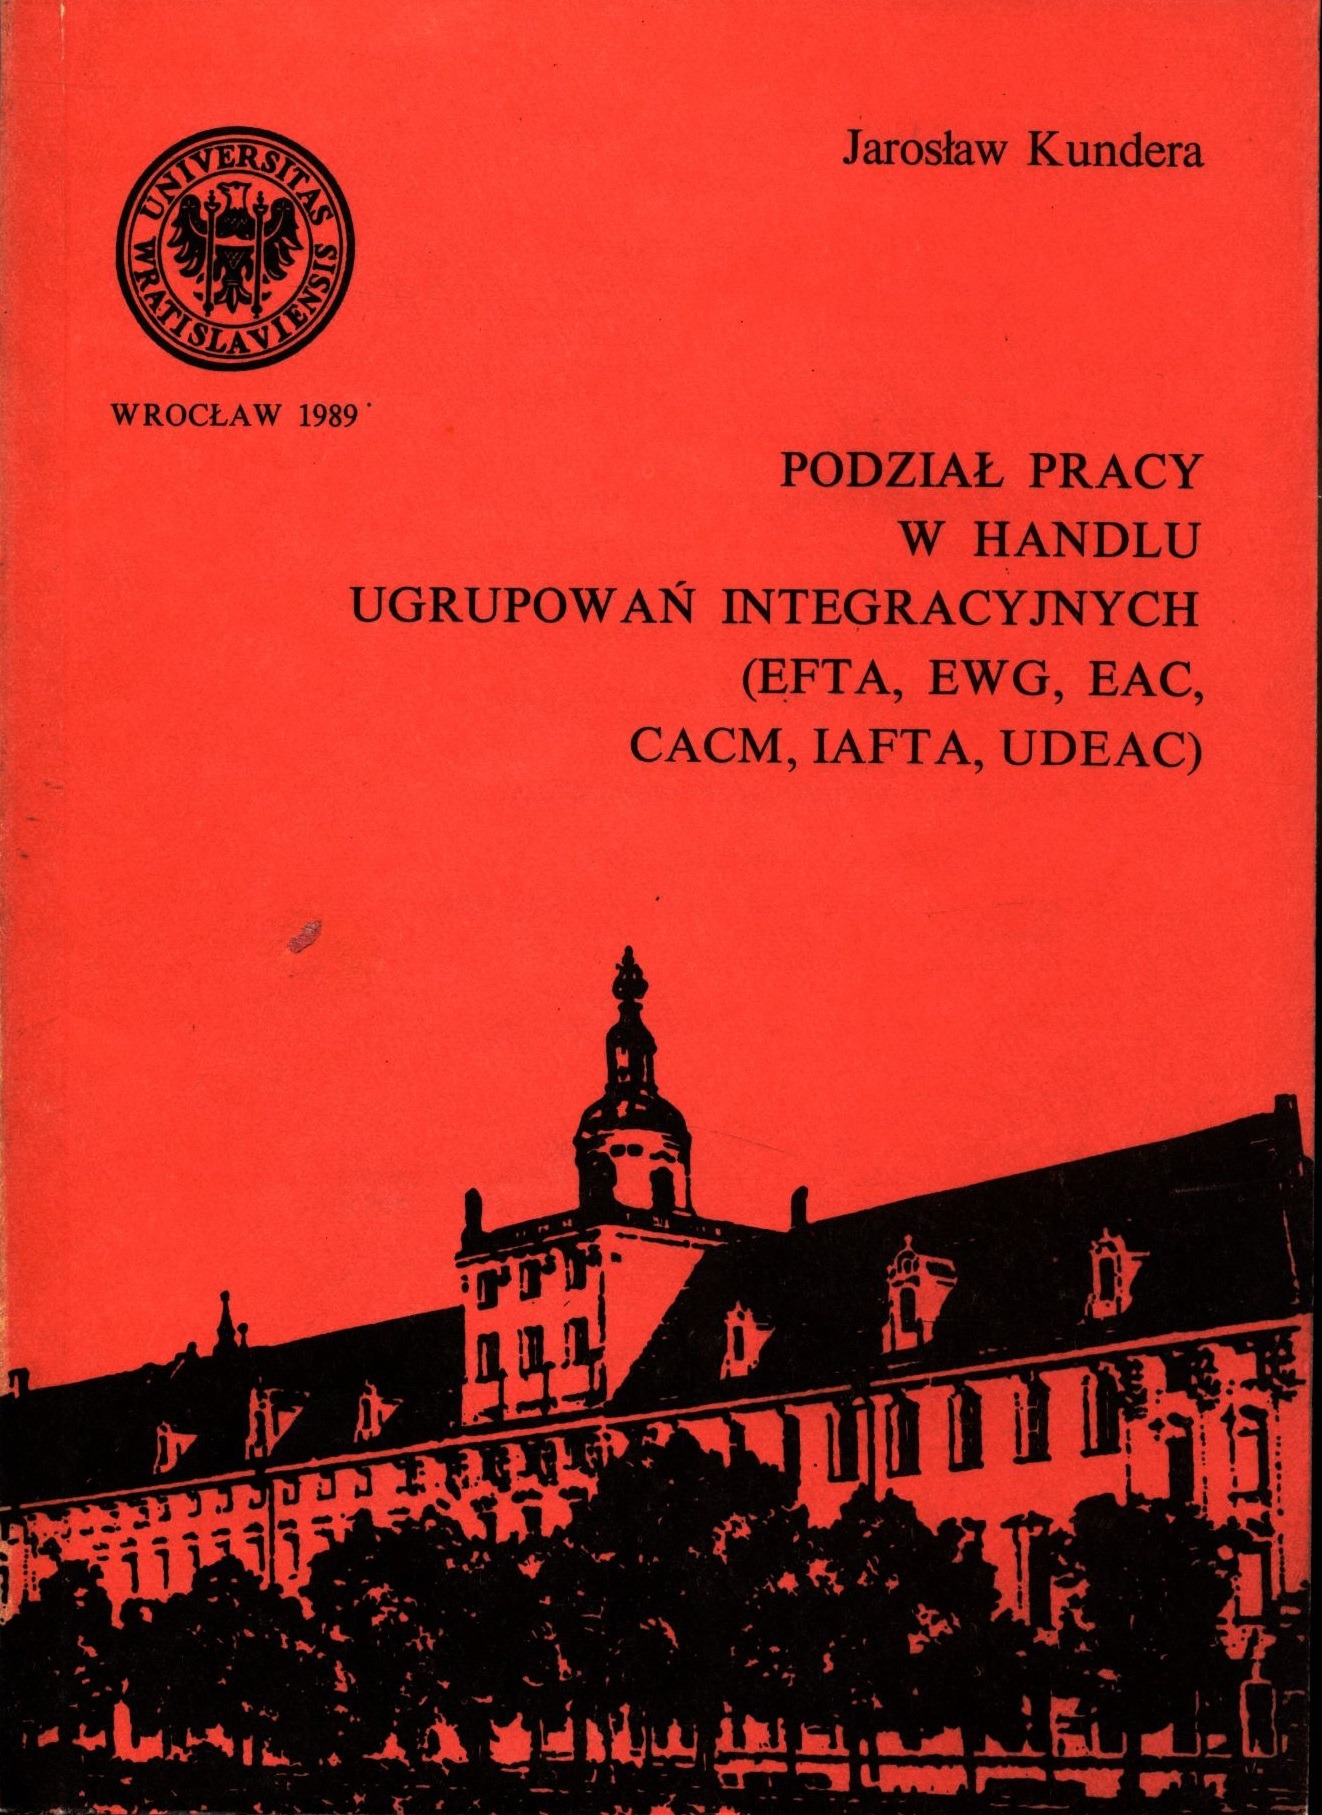 Jarosław Kundera
UNIVERSITAS
WRATISLAVIENSIS
WROCŁAW 1989
PODZIAŁ PRACY
W HANDLU
UGRUPOWAŃ INTEGRACYJNYCH
(EFTA, EWG, EAC,
CACM, IAFTA, UDEAC)